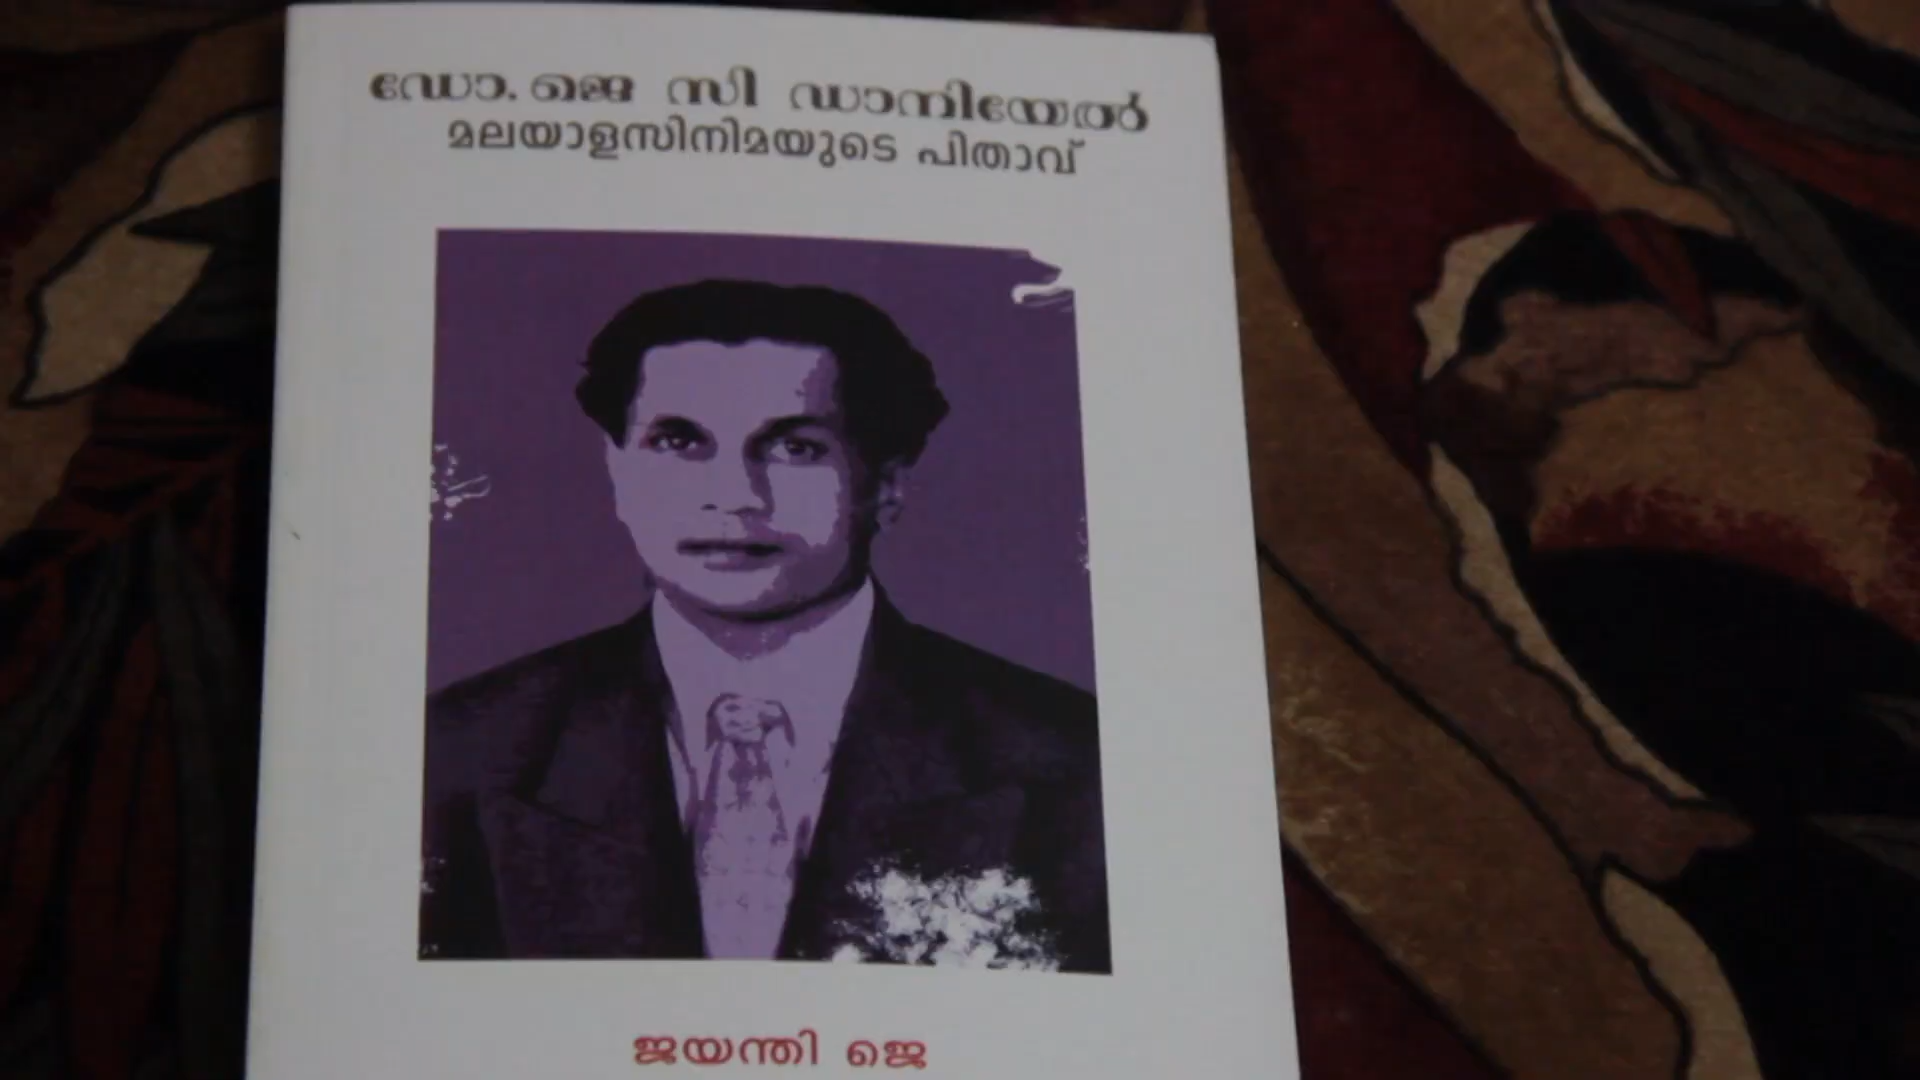 ഡോ. ജെ സി ഡാനിയേൽ
മലയാളസിനിമയുടെ പിതാവ്
ജയന്തി ജെ